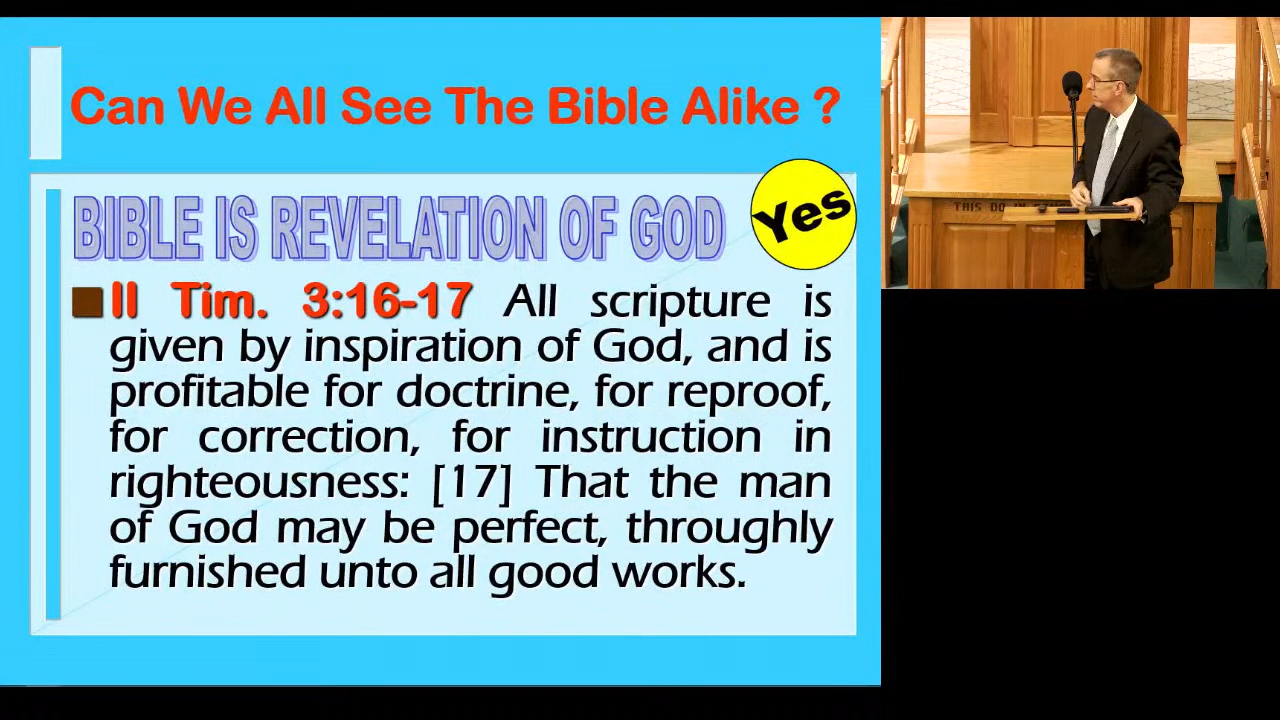 Can We All See The Bible Alike ?
BIBLE IS REVELATION OF GOD
Yes
II Tim. 3:16-17 All scripture is
given by inspiration of God, and is
profitable for doctrine, for reproof,
for correction, for instruction in
righteousness: [17] That the man
of God may be perfect, throughly
furnished unto all good works.
THIS DO